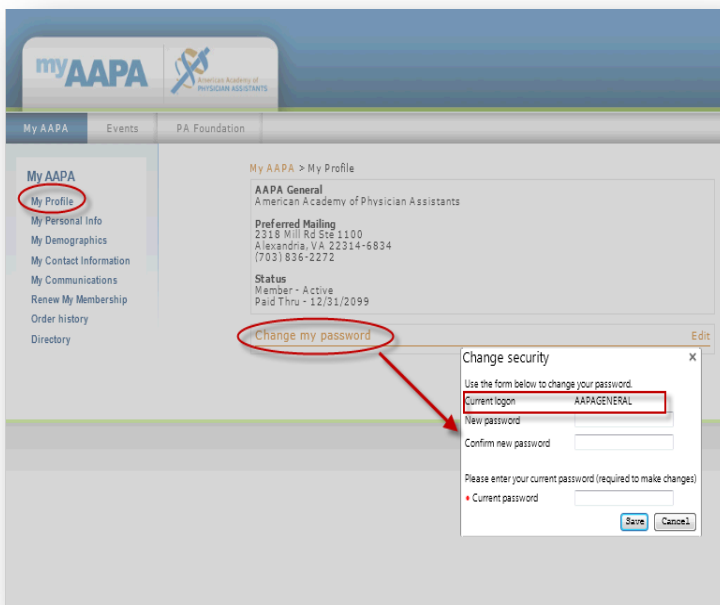 myAAPA
American Academy of
PHYSICIAN ASSISTANTS
My AAPA
Events
PA Foundation
My AAPA
My Profile
My Personal Info
My Demographics
My Contact Information
My Communications
Renew My Membership
Order history
Directory
My AAPA > My Profile
AAPA General
American Academy of Physician Assistants
Preferred Mailing
2318 Mill Rd Ste 1100
Alexandria, VA 22314-6834
(703) 836-2272
Status
Member - Active
Paid Thru - 12/31/2099
Change my password
Edit
Change security x
Use the form below to change your password.
Current logon AAPAGENERAL
New password
Confirm new password
Please enter your current password (required to make changes)
• Current password
Save Cancel